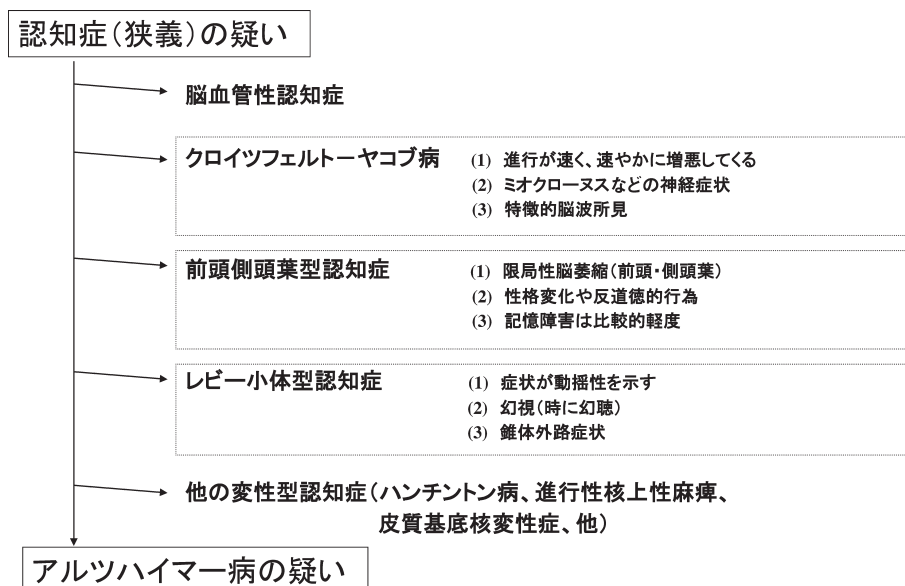 認知症(狭義)の疑い
脳血管性認知症
クロイツフェルトーヤコブ病
(1) 進行が速く、速やかに増悪してくる
(2) ミオクローヌスなどの神経症状
(3) 特徴的脳波所見
前頭側頭葉型認知症
(1) 限局性脳萎縮(前頭・側頭葉)
(2) 性格変化や反道徳的行為
(3) 記憶障害は比較的軽度
レビー小体型認知症
(1) 症状が動揺性を示す
(2) 幻視(時に幻聴)
(3) 錐体外路症状
他の変性型認知症(ハンチントン病、進行性核上性麻痺、
皮質基底核変性症、他)
アルツハイマー病の疑い